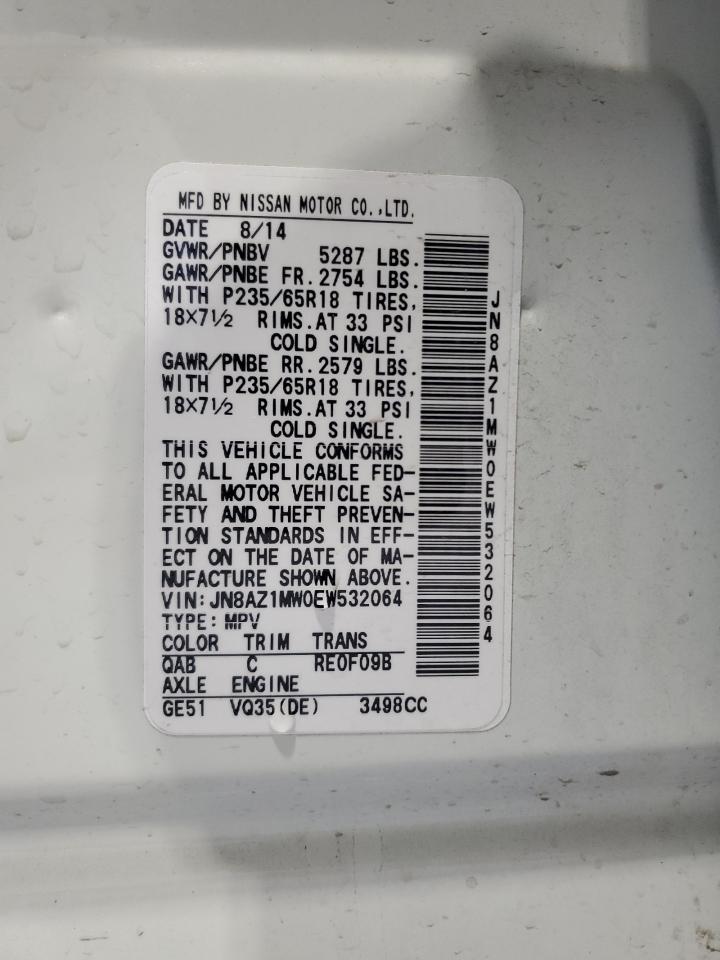 MFD BY NISSAN MOTOR CO.,LTD.
DATE 8/14
GVWR/PNBV 5287 LBS.
GAWR/PNBE FR. 2754 LBS.
WITH P235/65R18 TIRES,
18×7½ RIMS.AT 33 PSI
COLD SINGLE.
GAWR/PNBE RR. 2579 LBS.
WITH P235/65R18 TIRES,
18×7½ RIMS.AT 33 PSI
COLD SINGLE.
THIS VEHICLE CONFORMS
TO ALL APPLICABLE FED-
ERAL MOTOR VEHICLE SA-
FETY AND THEFT PREVEN-
TION STANDARDS IN EFF-
ECT ON THE DATE OF MA-
NUFACTURE SHOWN ABOVE.
VIN:JN8AZ1MW0EW532064
TYPE: MPV
COLOR TRIM TRANS
QAB C RE0F09B
AXLE ENGINE
GE51 VQ35(DE) 3498CC
JN8AZ1MW0EW532064